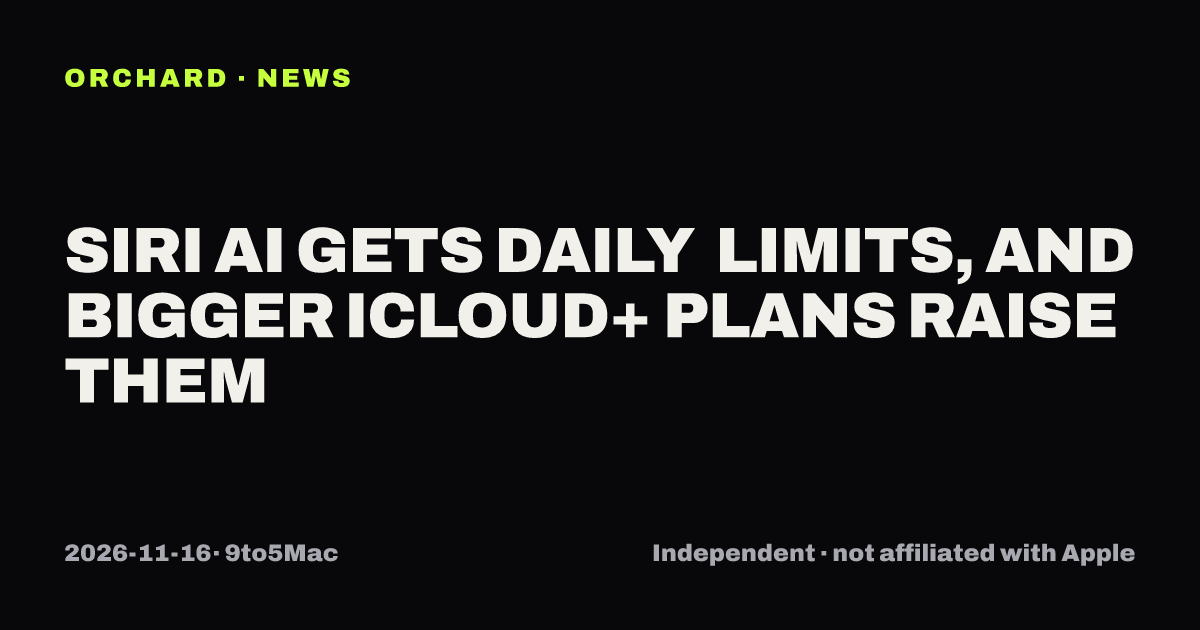 ORCHARD · NEWS
SIRI AI GETS DAILY LIMITS, AND
BIGGER ICLOUD+ PLANS RAISE
THEM
2026-11-16· 9to5Mac
Independent · not affiliated with Apple